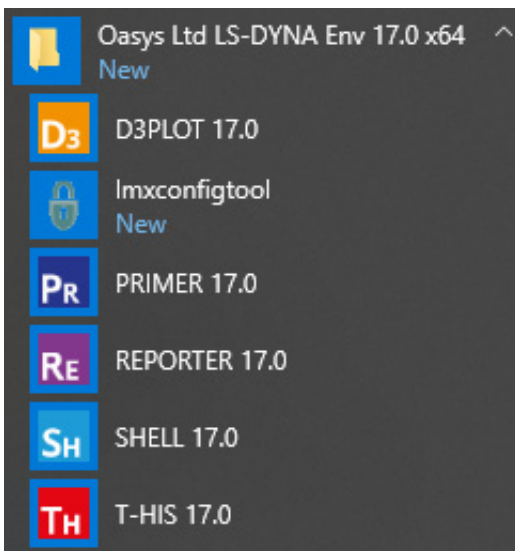 Oasys Ltd LS-DYNA Env 17.0 x64
New
D3 D3PLOT 17.0
lmxconfigtool
New
PR PRIMER 17.0
RE REPORTER 17.0
SH SHELL 17.0
TH T-HIS 17.0